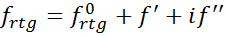 f_{rtg} = f_{rtg}^{0} + f' + if''